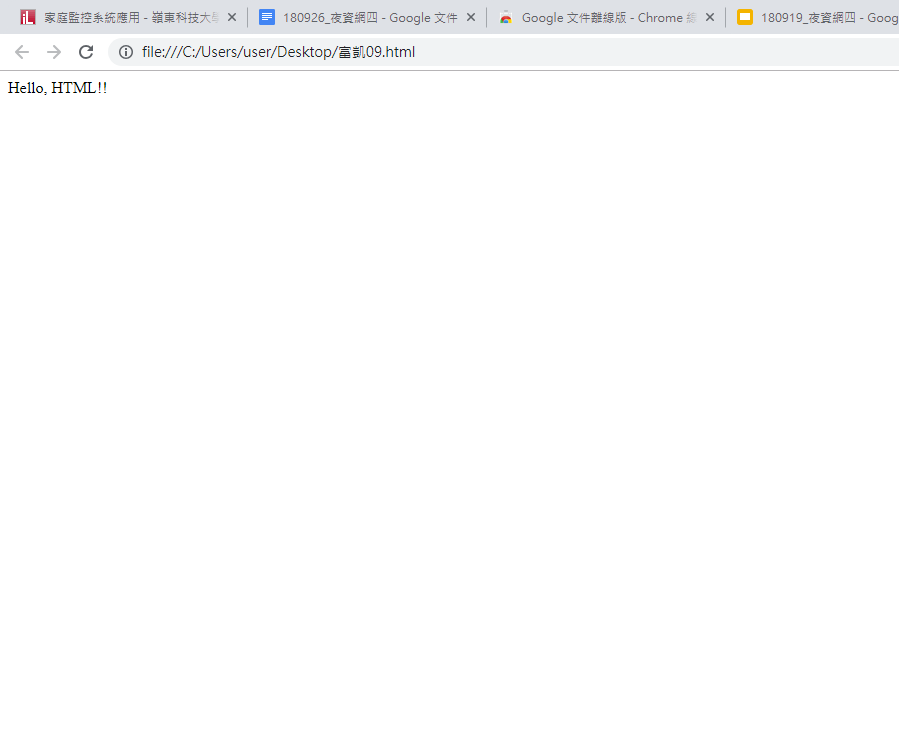 家庭監控系統應用 - 嶺東科技大學
180926_夜資網四 - Google 文件
Google 文件離線版 - Chrome 線
180919_夜資網四 - Goog
file:///C:/Users/user/Desktop/富凱09.html
Hello, HTML!!